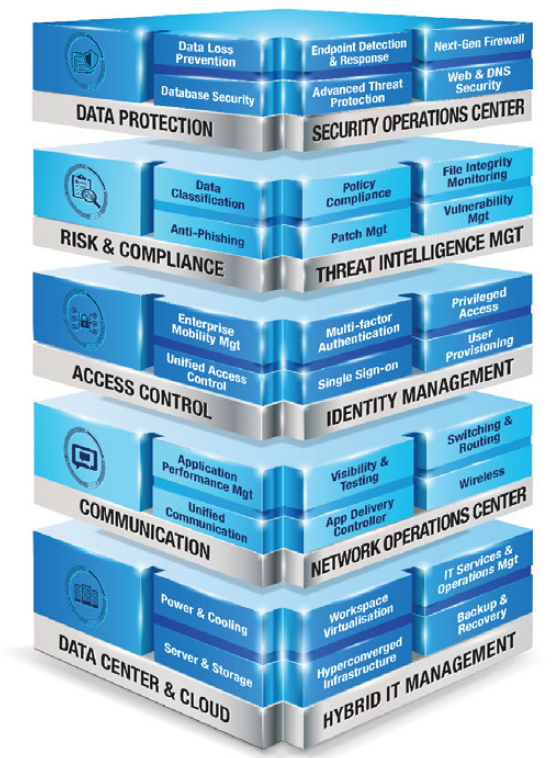 Data Loss
Prevention
Database Security
DATA PROTECTION
Endpoint Detection
& Response
Advanced Threat
Protection
Next-Gen Firewall
Web & DNS
Security
SECURITY OPERATIONS CENTER
Data
Classification
Anti-Phishing
RISK & COMPLIANCE
Policy
Compliance
Patch Mgt
File Integrity
Monitoring
Vulnerability
Mgt
THREAT INTELLIGENCE MGT
Enterprise
Mobility Mgt
Unified Access
Control
ACCESS CONTROL
Multi-factor
Authentication
Single Sign-on
Privileged
Access
User
Provisioning
IDENTITY MANAGEMENT
Application
Performance Mgt
Unified
Communication
COMMUNICATION
Visibility &
Testing
App Delivery
Controller
Switching &
Routing
Wireless
NETWORK OPERATIONS CENTER
Power & Cooling
Server & Storage
DATA CENTER & CLOUD
Workspace
Virtualisation
Hyperconverged
Infrastructure
IT Services &
Operations Mgt
Backup &
Recovery
HYBRID IT MANAGEMENT